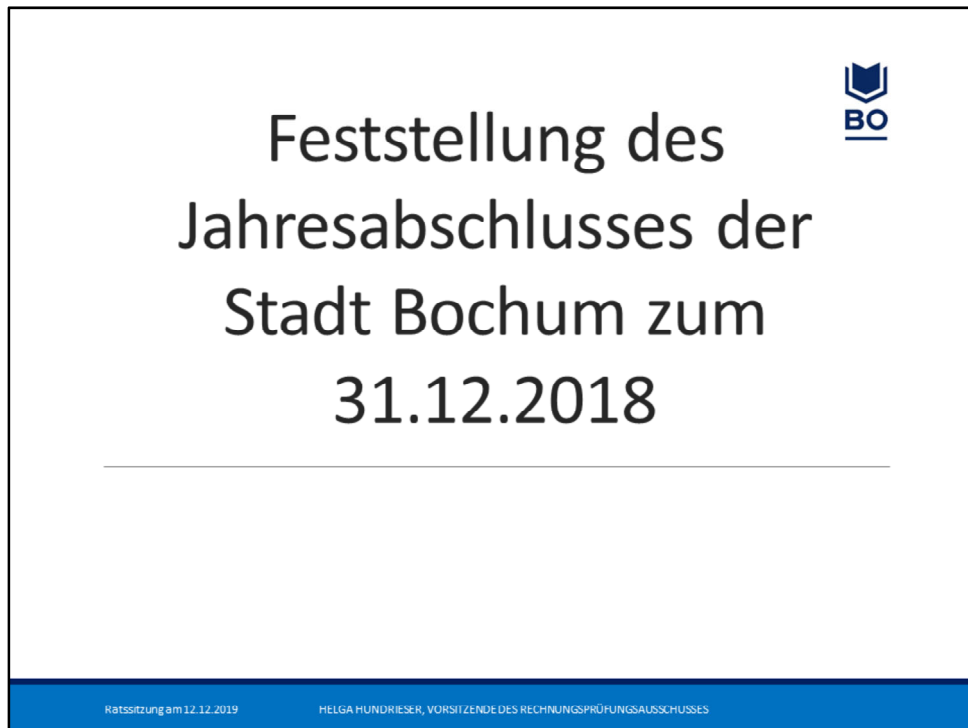 BO
Feststellung des
Jahresabschlusses der
Stadt Bochum zum
31.12.2018
Ratssitzung am 12.12.2019 HELGA HUNDRIESER, VORSITZENDE DES RECHNUNGSPRÜFUNGSAUSSCHUSSES